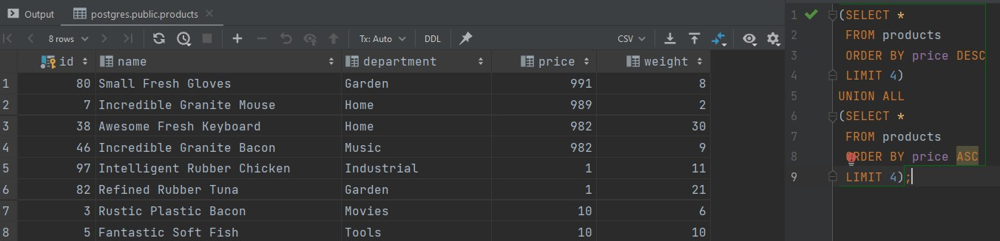 Output postgres.public.products
8 rows Tx: Auto DDL CSV
id name department price weight
1 80 Small Fresh Gloves Garden 991 8
2 7 Incredible Granite Mouse Home 989 2
3 38 Awesome Fresh Keyboard Home 982 30
4 46 Incredible Granite Bacon Music 982 9
5 97 Intelligent Rubber Chicken Industrial 1 11
6 82 Refined Rubber Tuna Garden 1 21
7 3 Rustic Plastic Bacon Movies 10 6
8 5 Fantastic Soft Fish Tools 10 10
1 (SELECT *
2 FROM products
3 ORDER BY price DESC
4 LIMIT 4)
5 UNION ALL
6 (SELECT *
7 FROM products
8 ORDER BY price ASC
9 LIMIT 4);